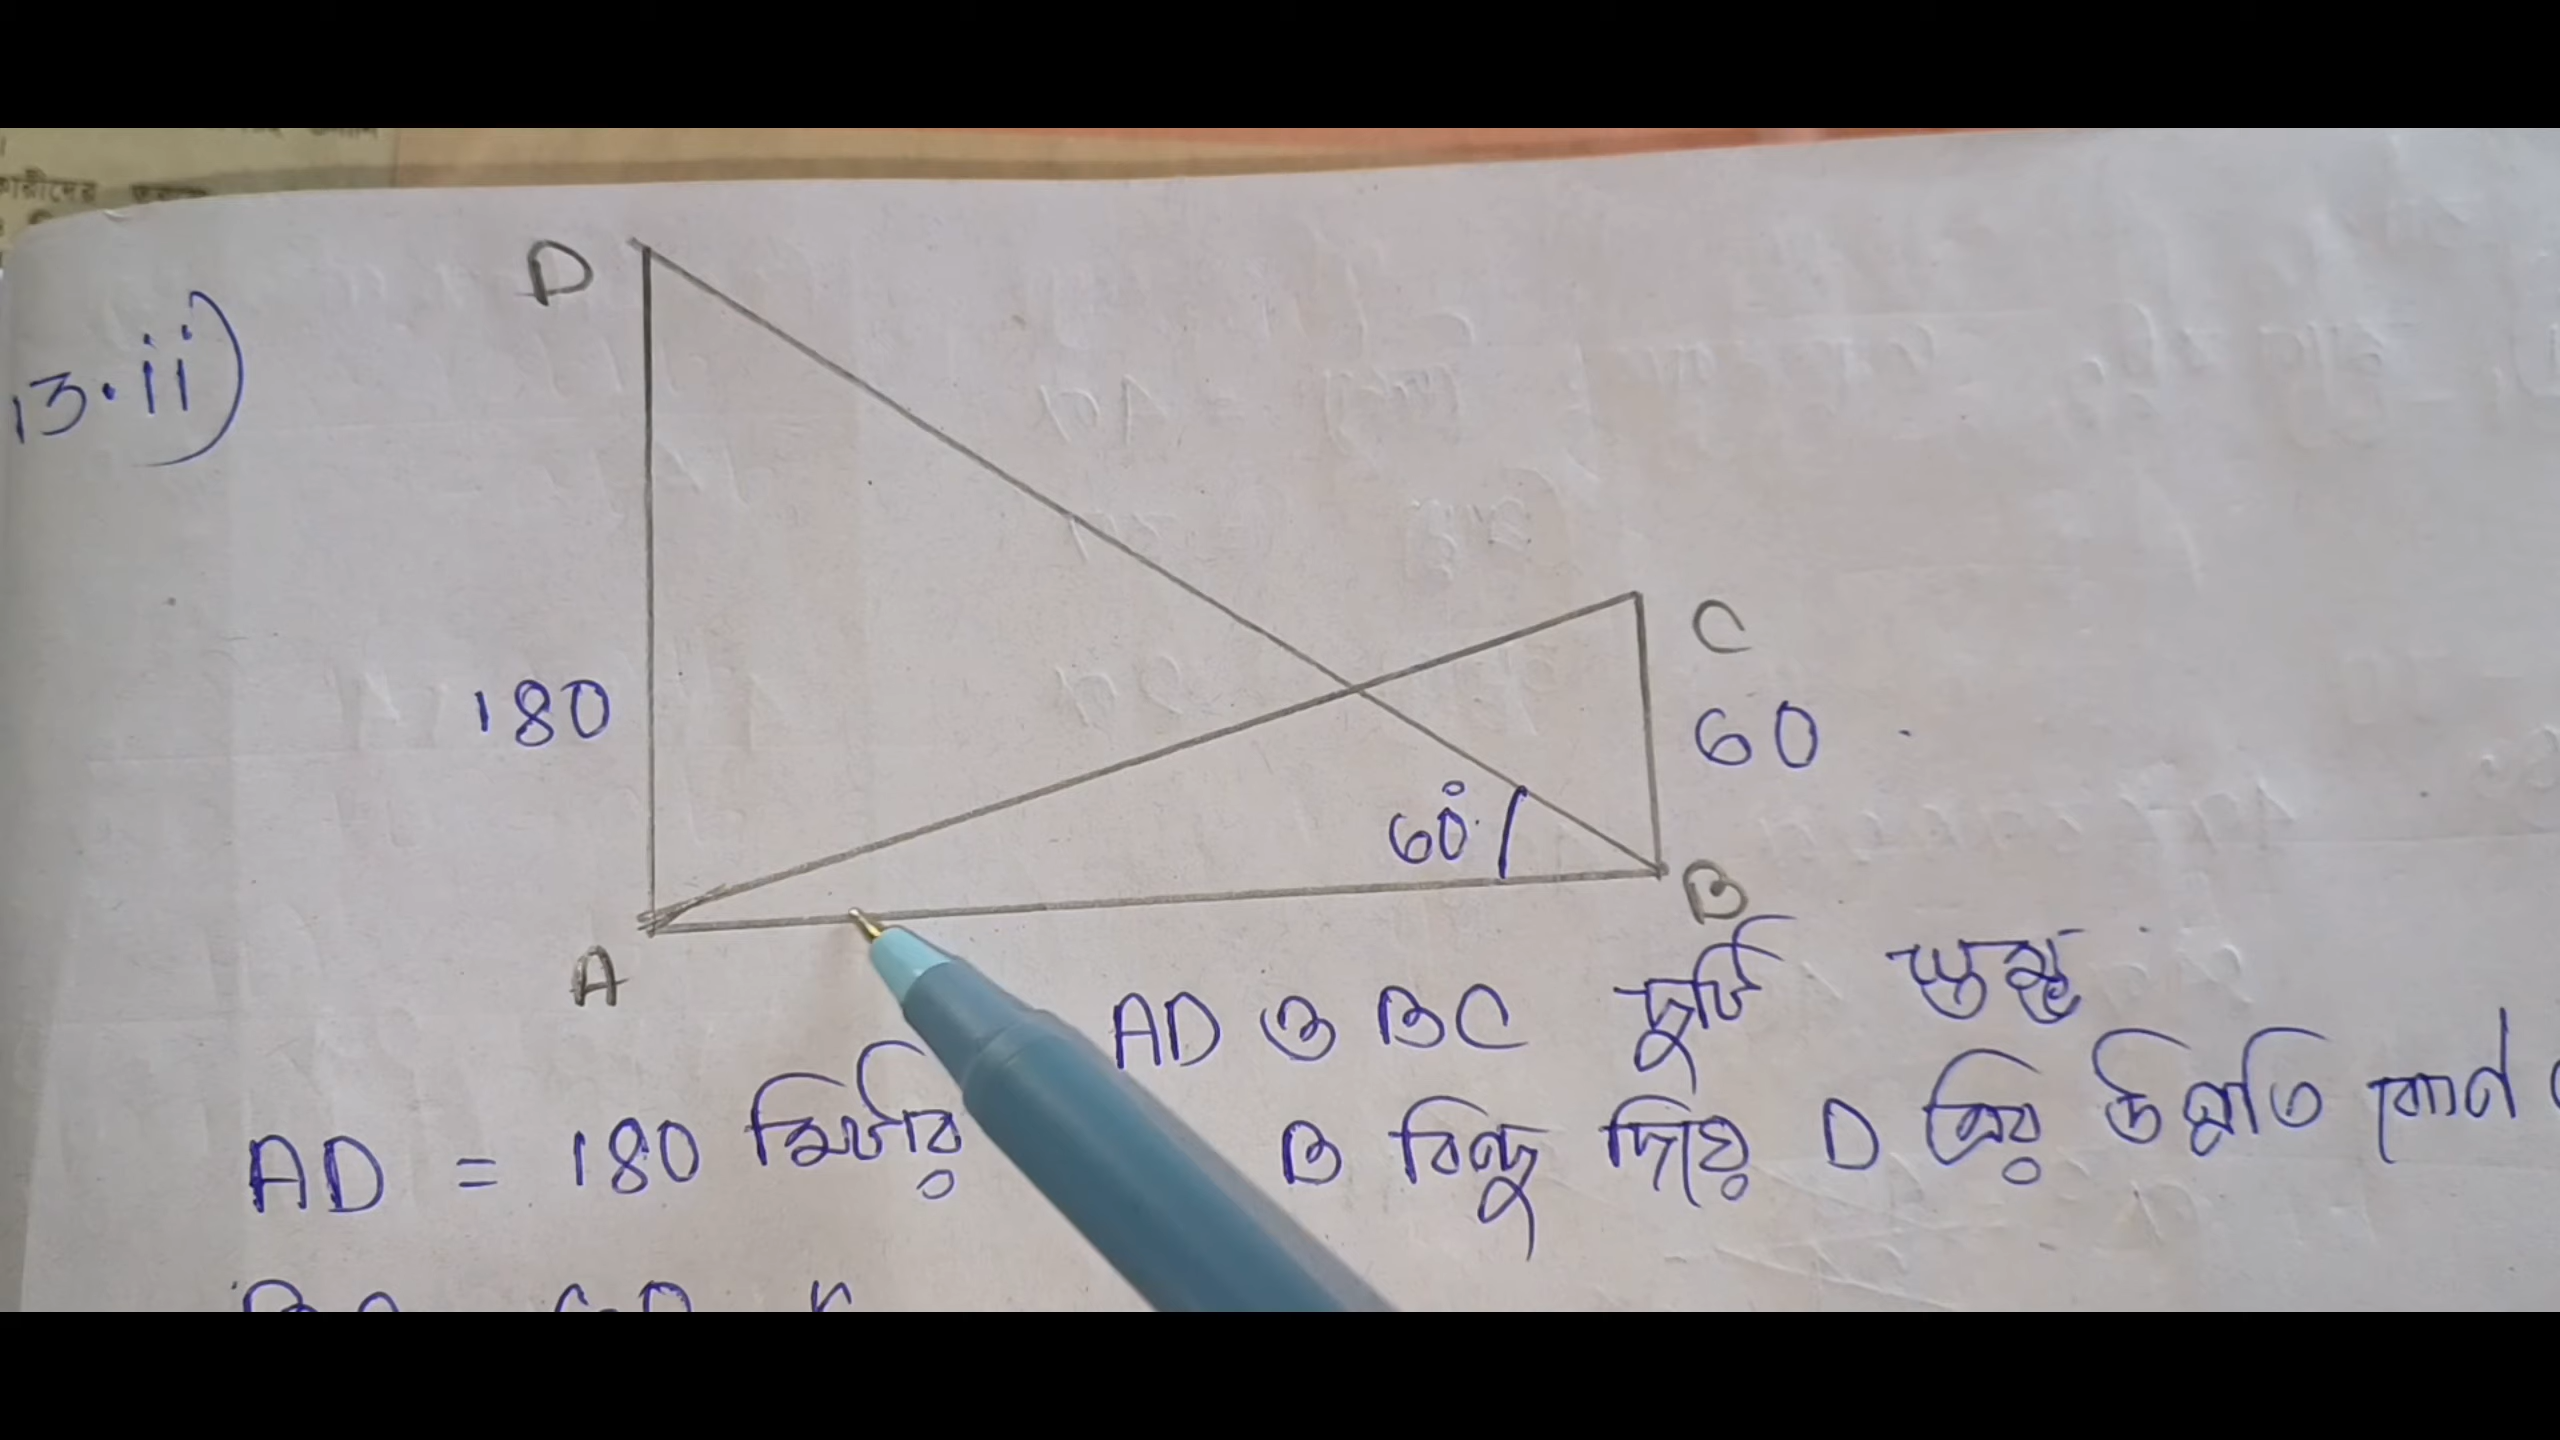 13.ii)
D
C
180
60
60°
B
A
AD ও BC দুটি স্তম্ভ
AD = 180 মিটার
B বিন্দু দিয়ে D এর উন্নতি কোণ